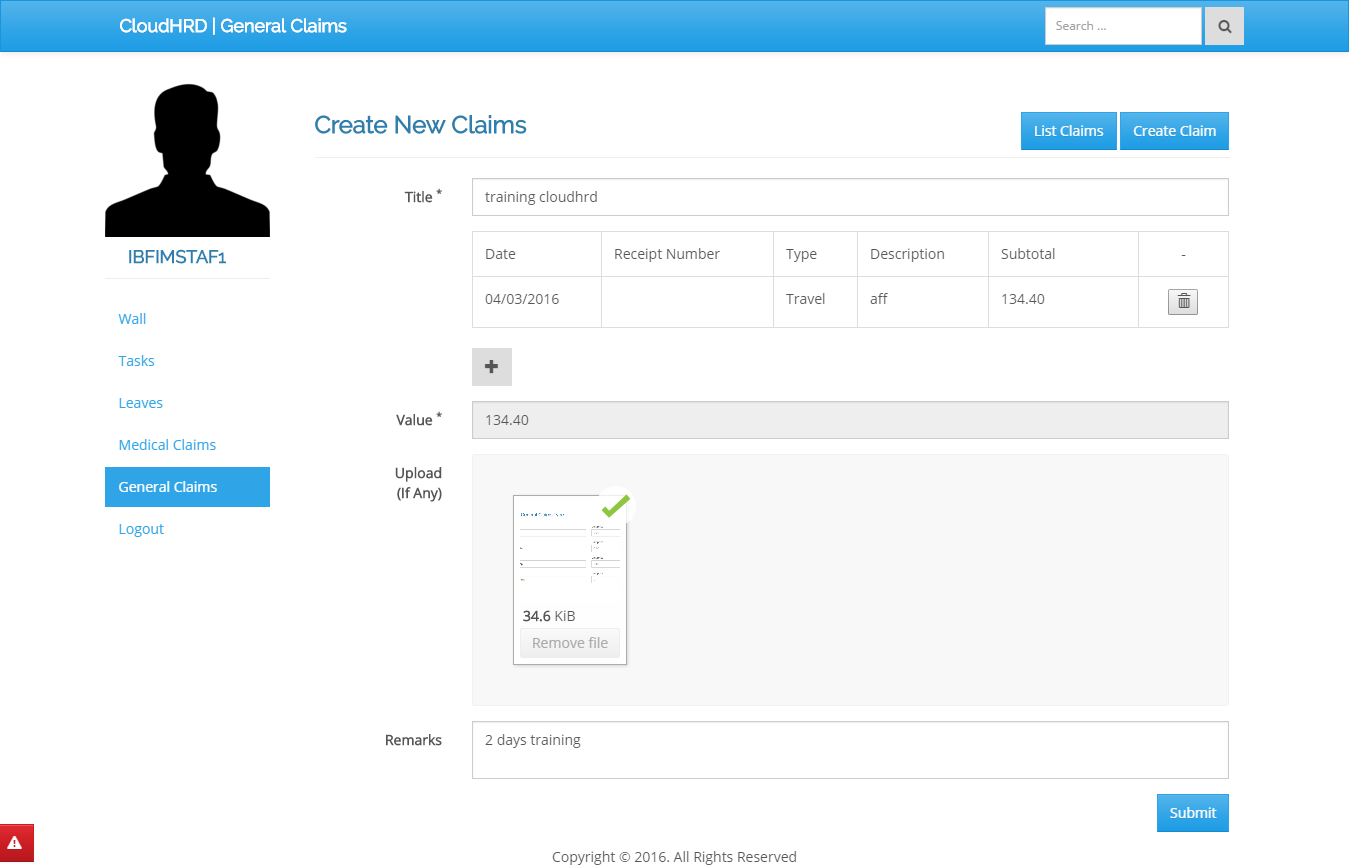 CloudHRD | General Claims
Search ...
IBFIMSTAF1
Wall
Tasks
Leaves
Medical Claims
General Claims
Logout
Create New Claims
List Claims
Create Claim
Title *
training cloudhrd
Date Receipt Number Type Description Subtotal -
04/03/2016 Travel aff 134.40
Value *
134.40
Upload
(If Any)
34.6 KiB
Remove file
Remarks
2 days training
Submit
Copyright © 2016. All Rights Reserved